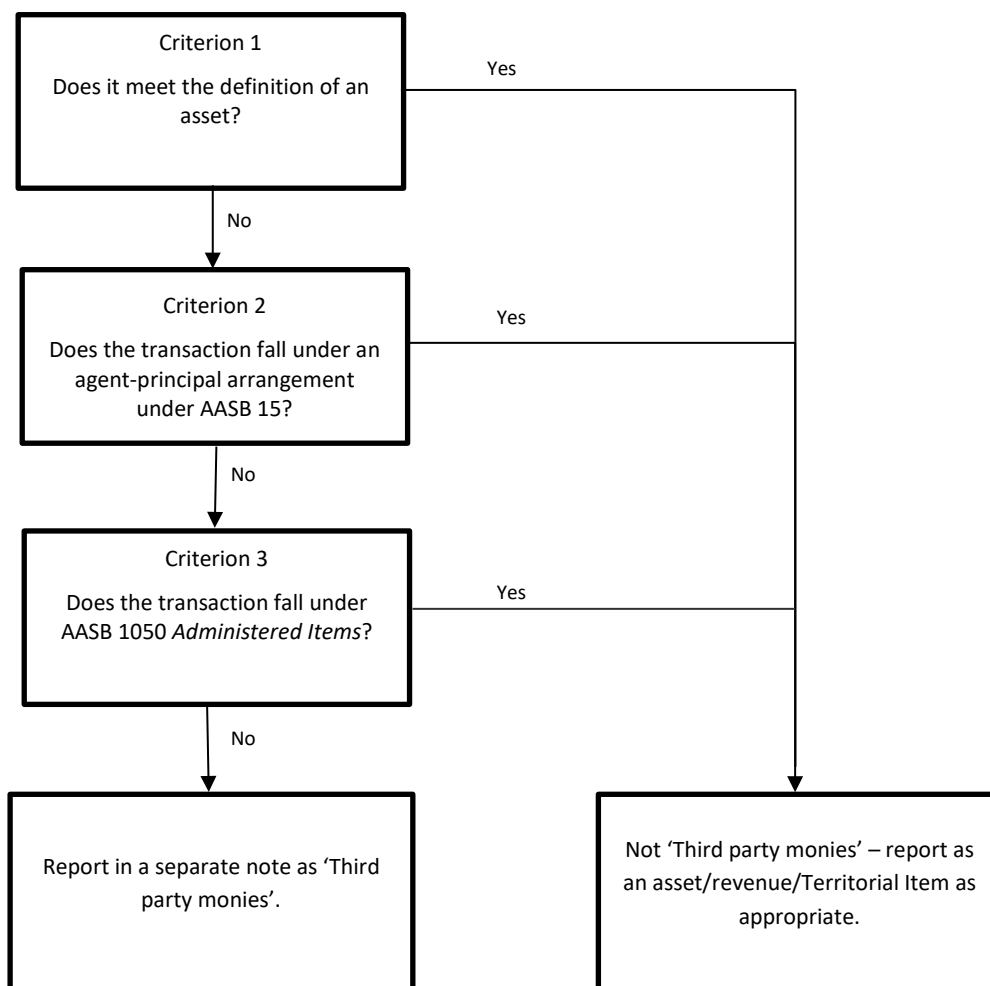 Criterion 1
Does it meet the definition of an
asset?
Yes
No
Criterion 2
Does the transaction fall under an
agent-principal arrangement
under AASB 15?
Yes
No
Criterion 3
Does the transaction fall under
AASB 1050 Administered Items?
Yes
No
Report in a separate note as ‘Third
party monies’.
Not ‘Third party monies’ – report as
an asset/revenue/Territorial Item as
appropriate.